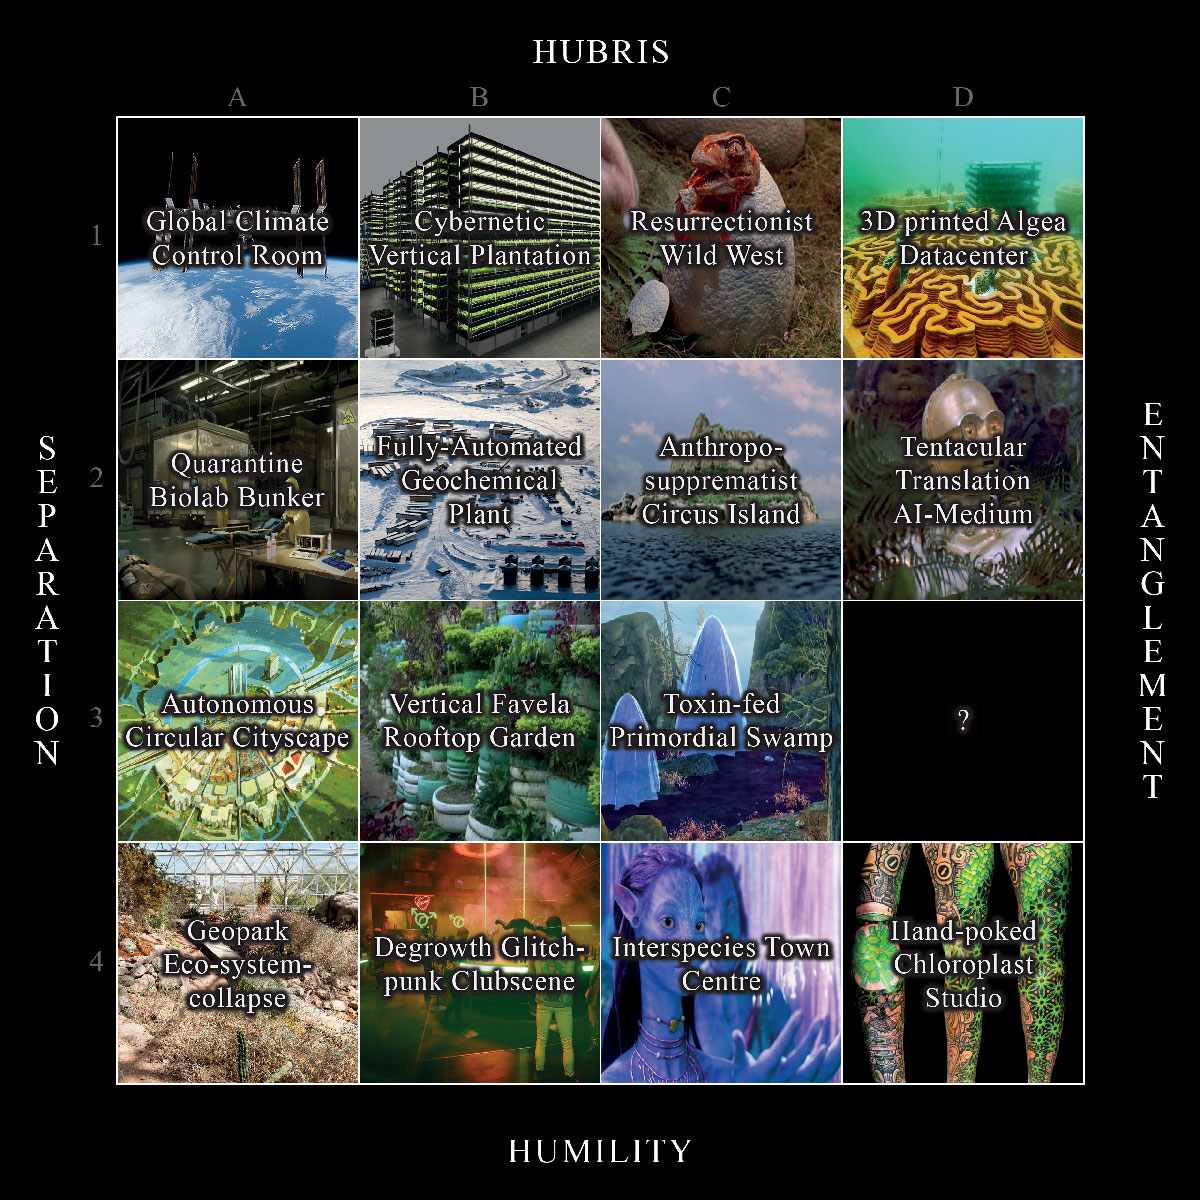 HUBRIS
A B C D
1
Global Climate
Control Room
Cybernetic
Vertical Plantation
Resurrectionist
Wild West
3D printed Algea
Datacenter
SEPARATION
ENTANGLEMENT
2
Quarantine
Biolab Bunker
Fully-Automated
Geochemical
Plant
Anthropo-
supprematist
Circus Island
Tentacular
Translation
AI-Medium
3
Autonomous
Circular Cityscape
Vertical Favela
Rooftop Garden
Toxin-fed
Primordial Swamp
?
4
Geopark
Eco-system-
collapse
Degrowth Glitch-
punk Clubscene
Interspecies Town
Centre
Hand-poked
Chloroplast
Studio
HUMILITY